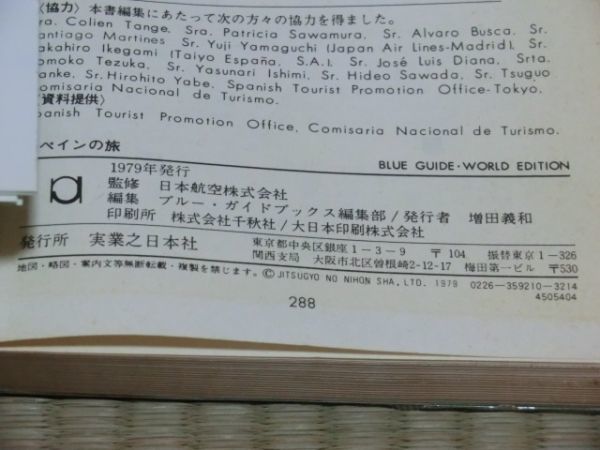 〈協力〉本書編集にあたって次の方々の協力を得ました。
Colien Tange, Sra. Patricia Sawamura, Sr. Alvaro Busca, Sr.
Santiago Martines Sr. Yuji Yamaguchi (Japan Air Lines-Madrid), Sr.
Takahiro Ikegami (Taiyo España, S.A.), Sr. José Luis Diana, Srta.
Tomoko Tezuka, Sr. Yasunari Ishimi, Sr. Hideo Sawada, Sr. Tsuguo
Sr. Hirohito Yabe, Spanish Tourist Promotion Office-Tokyo.
Comisaria Nacional de Turismo.
〈資料提供〉
Spanish Tourist Promotion Office, Comisaria Nacional de Turismo.
ペインの旅
BLUE GUIDE・WORLD EDITION
1979年発行
監修 日本航空株式会社
編集 ブルー・ガイドブックス編集部/発行者 増田義和
印刷所 株式会社千秋社/大日本印刷株式会社
発行所 実業之日本社 東京都中央区銀座1-3-9 〒104 振替東京1-326
関西支局 大阪市北区曽根崎2-12-17 梅田第一ビル 〒530
地図・略図・案内文等無断転載・複製を禁じます。© JITSUGYO NO NIHON SHA, LTD. 1979 0226-359210-3214
4505404
288